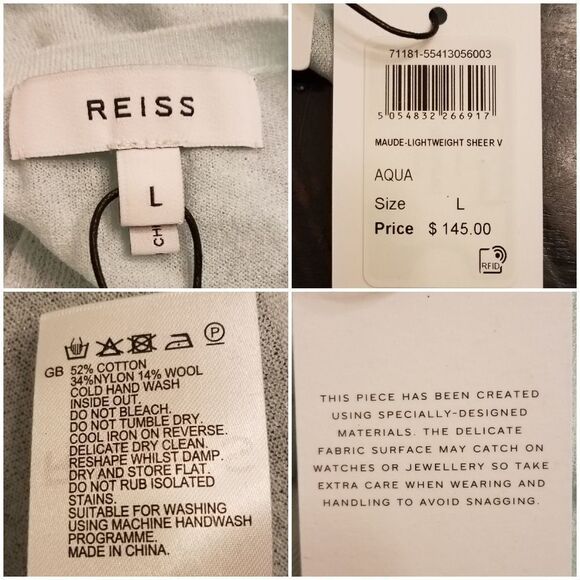 REISS
L
CH
71181-55413056003
5 054832 266917
MAUDE-LIGHTWEIGHT SHEER V
AQUA
Size L
Price $ 145.00
RFID
P
GB 52% COTTON
34%NYLON 14% WOOL
COLD HAND WASH
INSIDE OUT.
DO NOT BLEACH.
DO NOT TUMBLE DRY.
COOL IRON ON REVERSE.
DELICATE DRY CLEAN.
RESHAPE WHILST DAMP.
DRY AND STORE FLAT.
DO NOT RUB ISOLATED
STAINS.
SUITABLE FOR WASHING
USING MACHINE HANDWASH
PROGRAMME.
MADE IN CHINA.
THIS PIECE HAS BEEN CREATED
USING SPECIALLY-DESIGNED
MATERIALS. THE DELICATE
FABRIC SURFACE MAY CATCH ON
WATCHES OR JEWELLERY SO TAKE
EXTRA CARE WHEN WEARING AND
HANDLING TO AVOID SNAGGING.